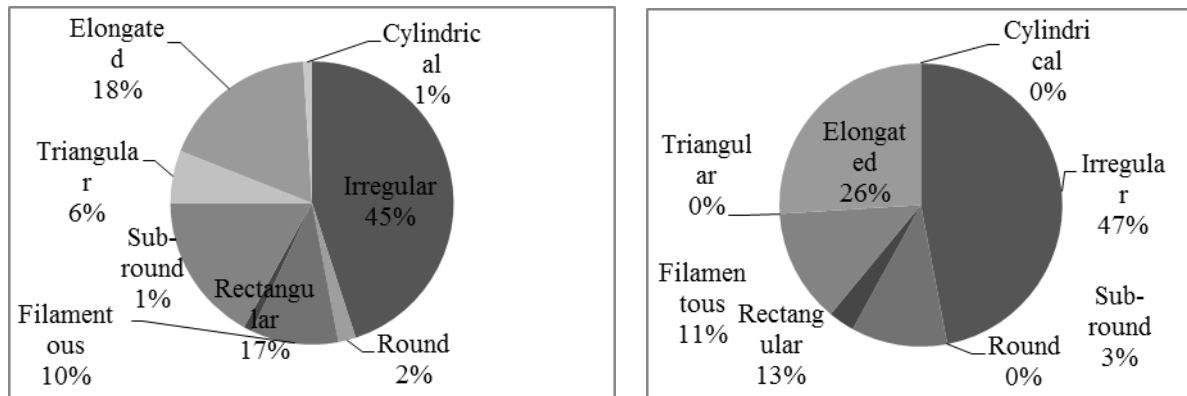 Elongate
d
18%
Cylindric
al
1%
Triangula
r
6%
Irregular
45%
Sub-
round
1%
Rectangu
lar
17%
Filament
ous
10%
Round
2%
Cylindri
cal
0%
Elongat
ed
26%
Triangul
ar
0%
Irregula
r
47%
Filamen
tous
11%
Rectang
ular
13%
Round
0%
Sub-
round
3%